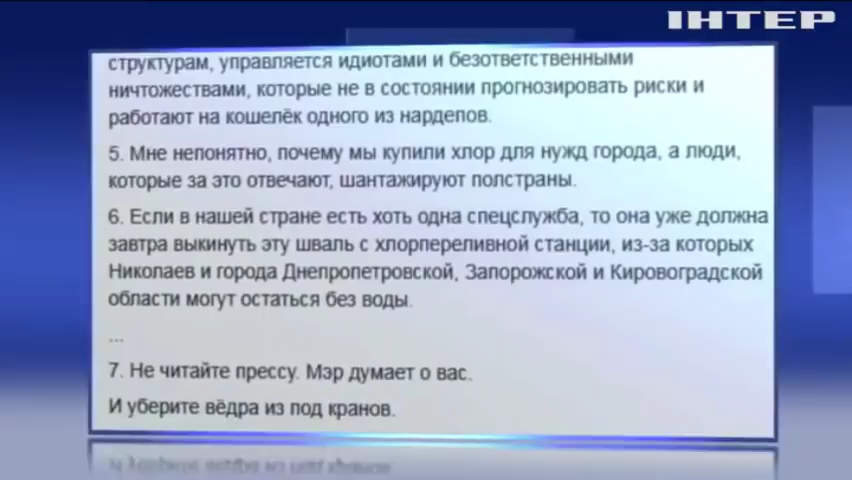 ІНТЕР
структурам, управляется идиотами и безответственными
ничтожествами, которые не в состоянии прогнозировать риски и
работают на кошелёк одного из нардепов.
5. Мне непонятно, почему мы купили хлор для нужд города, а люди,
которые за это отвечают, шантажируют полстраны.
6. Если в нашей стране есть хоть одна спецслужба, то она уже должна
завтра выкинуть эту шваль с хлорпереливной станции, из-за которых
Николаев и города Днепропетровской, Запорожской и Кировоградской
области могут остаться без воды.
...
7. Не читайте прессу. Мэр думает о вас.
И уберите вёдра из под кранов.